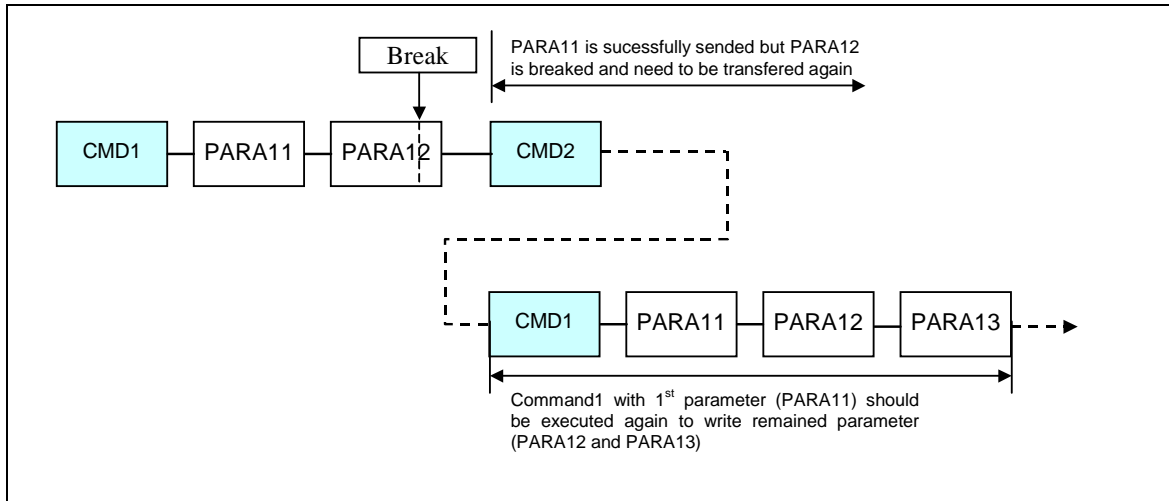 Break
PARA11 is sucessfully sended but PARA12
is breaked and need to be transfered again
CMD1 PARA11 PARA12 CMD2
CMD1 PARA11 PARA12 PARA13
Command1 with 1st parameter (PARA11) should
be executed again to write remained parameter
(PARA12 and PARA13)